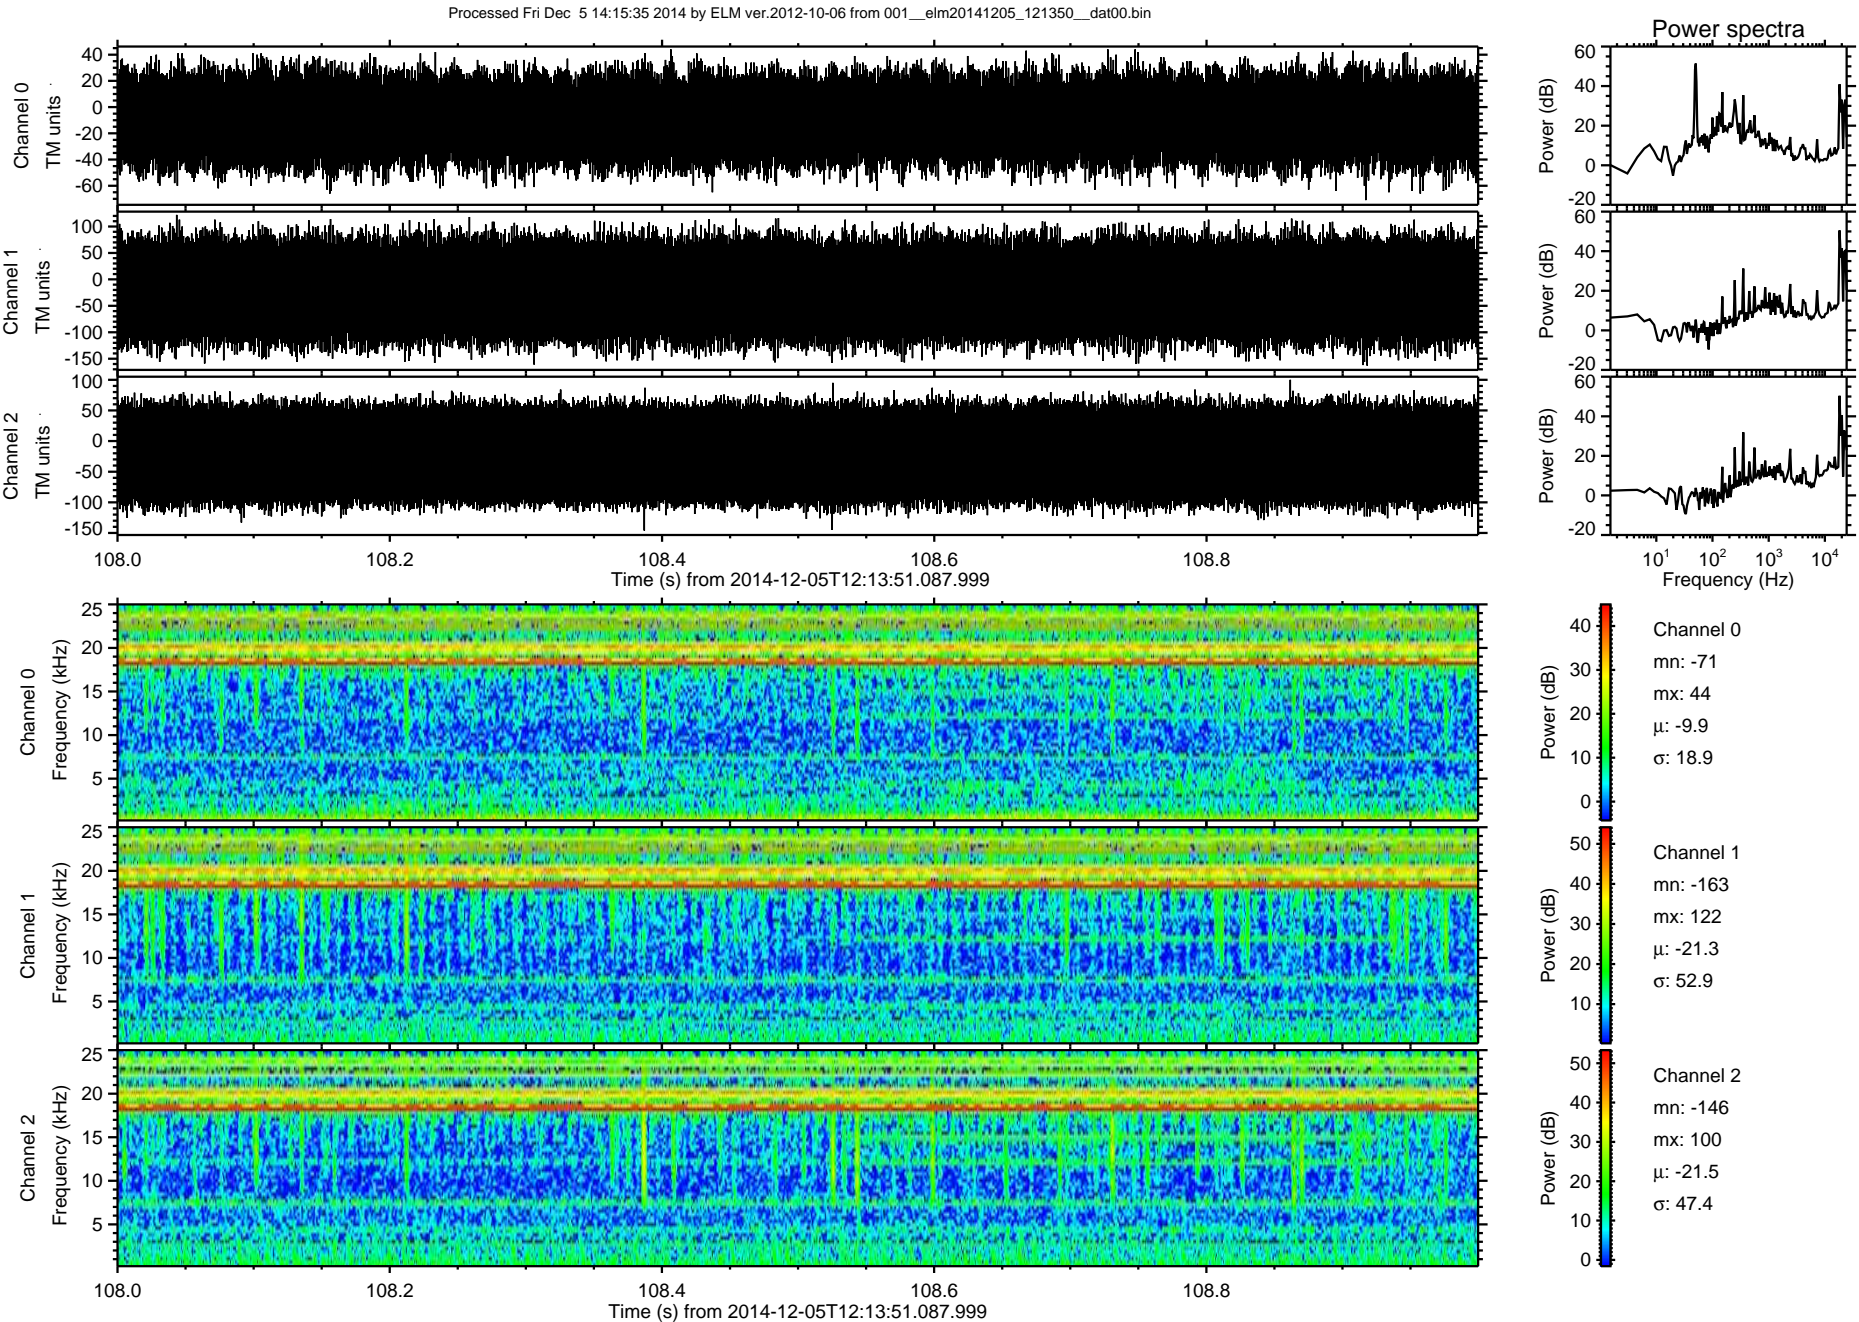 Processed Fri Dec 5 14:15:35 2014 by ELM ver.2012-10-06 from 001__elm20141205_121350__dat00.bin
Power spectra
Channel 0
TM units
40
20
0
-20
-40
-60
Power (dB)
60
40
20
0
-20
Channel 1
TM units
100
50
0
-50
-100
-150
Power (dB)
60
40
20
0
-20
Channel 2
TM units
100
50
0
-50
-100
-150
Power (dB)
60
40
20
0
-20
108.0 108.2 108.4 108.6 108.8
Time (s) from 2014-12-05T12:13:51.087.999
10¹ 10² 10³ 10⁴
Frequency (Hz)
Channel 0
Frequency (kHz)
25
20
15
10
5
Power (dB)
40
30
20
10
0
Channel 0
mn: -71
mx: 44
μ: -9.9
σ: 18.9
Channel 1
Frequency (kHz)
25
20
15
10
5
Power (dB)
50
40
30
20
10
Channel 1
mn: -163
mx: 122
μ: -21.3
σ: 52.9
Channel 2
Frequency (kHz)
25
20
15
10
5
Power (dB)
50
40
30
20
10
0
Channel 2
mn: -146
mx: 100
μ: -21.5
σ: 47.4
108.0 108.2 108.4 108.6 108.8
Time (s) from 2014-12-05T12:13:51.087.999